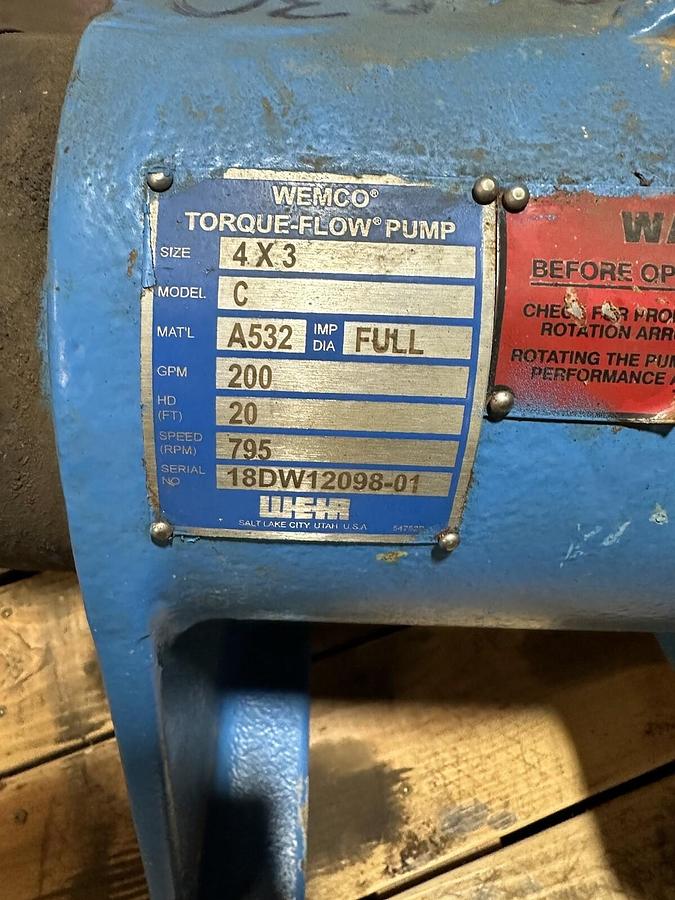 WEMCO®
TORQUE-FLOW® PUMP
SIZE 4 X 3
MODEL C
MAT'L A532 IMP DIA FULL
GPM 200
HD (FT) 20
SPEED (RPM) 795
SERIAL NO 18DW12098-01
WEIR
SALT LAKE CITY, UTAH U.S.A
BEFORE OP
CHECK FOR PRO
ROTATION ARR
ROTATING THE PUM
PERFORMANCE A